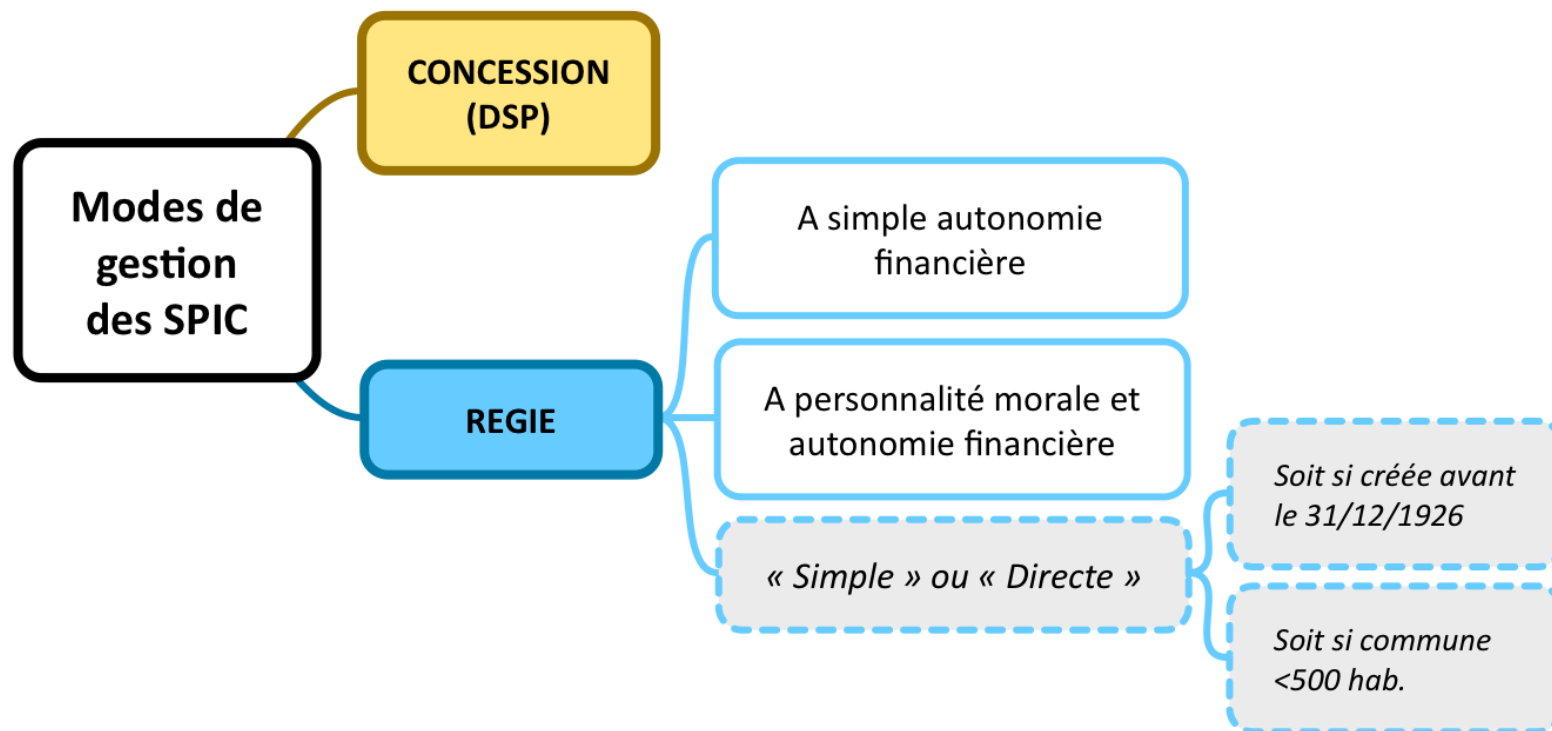 CONCESSION
(DSP)
Modes de
gestion
des SPIC
A simple autonomie
financière
REGIE
A personnalité morale et
autonomie financière
« Simple » ou « Directe »
Soit si créée avant
le 31/12/1926
Soit si commune
<500 hab.